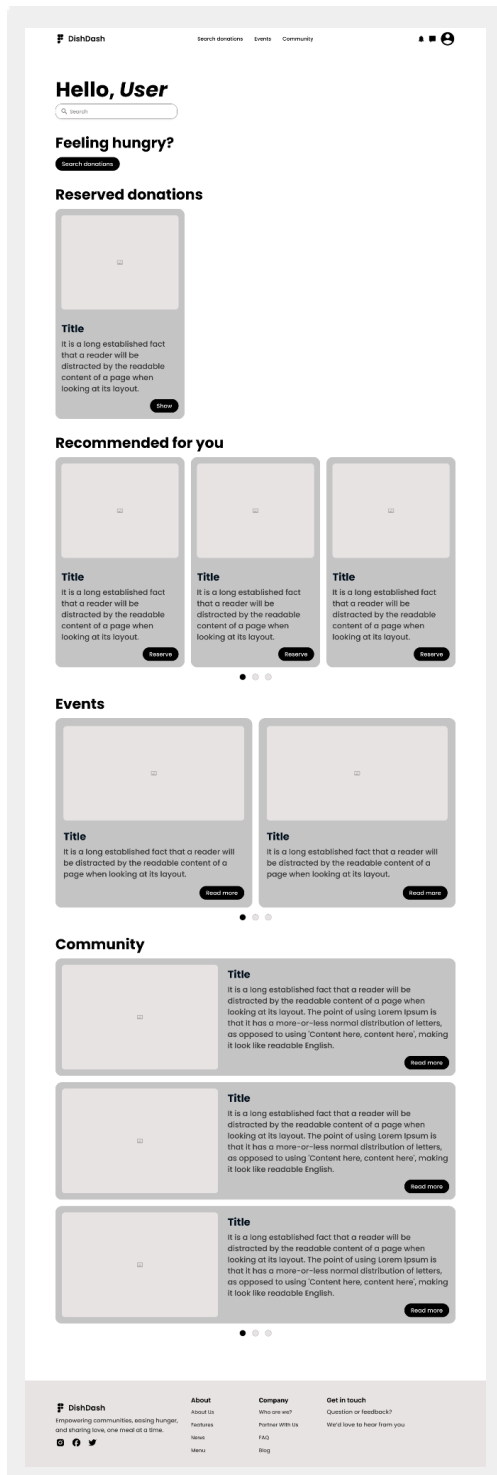 DishDash
Search donations
Events
Community
Hello, User
Search
Feeling hungry?
Search donations
Reserved donations
Title
It is a long established fact
that a reader will be
distracted by the readable
content of a page when
looking at its layout.
Show
Recommended for you
Title
It is a long established fact
that a reader will be
distracted by the readable
content of a page when
looking at its layout.
Reserve
Title
It is a long established fact
that a reader will be
distracted by the readable
content of a page when
looking at its layout.
Reserve
Title
It is a long established fact
that a reader will be
distracted by the readable
content of a page when
looking at its layout.
Reserve
Events
Title
It is a long established fact that a reader will
be distracted by the readable content of a
page when looking at its layout.
Read more
Title
It is a long established fact that a reader will
be distracted by the readable content of a
page when looking at its layout.
Read more
Community
Title
It is a long established fact that a reader will be
distracted by the readable content of a page when
looking at its layout. The point of using Lorem Ipsum is
that it has a more-or-less normal distribution of letters,
as opposed to using 'Content here, content here', making
it look like readable English.
Read more
Title
It is a long established fact that a reader will be
distracted by the readable content of a page when
looking at its layout. The point of using Lorem Ipsum is
that it has a more-or-less normal distribution of letters,
as opposed to using 'Content here, content here', making
it look like readable English.
Read more
Title
It is a long established fact that a reader will be
distracted by the readable content of a page when
looking at its layout. The point of using Lorem Ipsum is
that it has a more-or-less normal distribution of letters,
as opposed to using 'Content here, content here', making
it look like readable English.
Read more
DishDash
Empowering communities, easing hunger,
and sharing love, one meal at a time.
About
About Us
Features
News
Menu
Company
Who are we?
Partner With Us
FAQ
Blog
Get in touch
Question or feedback?
We'd love to hear from you